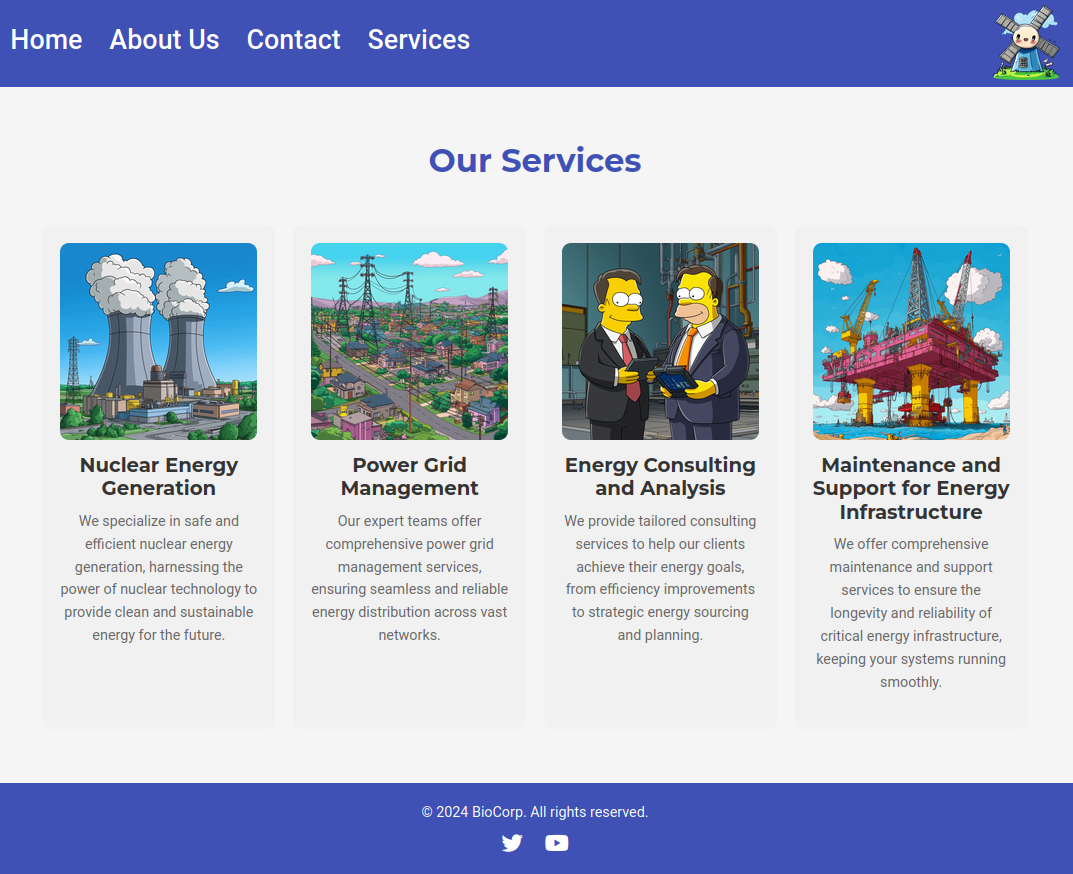 Home About Us Contact Services
Our Services
Nuclear Energy
Generation
We specialize in safe and
efficient nuclear energy
generation, harnessing the
power of nuclear technology to
provide clean and sustainable
energy for the future.
Power Grid
Management
Our expert teams offer
comprehensive power grid
management services,
ensuring seamless and reliable
energy distribution across vast
networks.
Energy Consulting
and Analysis
We provide tailored consulting
services to help our clients
achieve their energy goals,
from efficiency improvements
to strategic energy sourcing
and planning.
Maintenance and
Support for Energy
Infrastructure
We offer comprehensive
maintenance and support
services to ensure the
longevity and reliability of
critical energy infrastructure,
keeping your systems running
smoothly.
© 2024 BioCorp. All rights reserved.